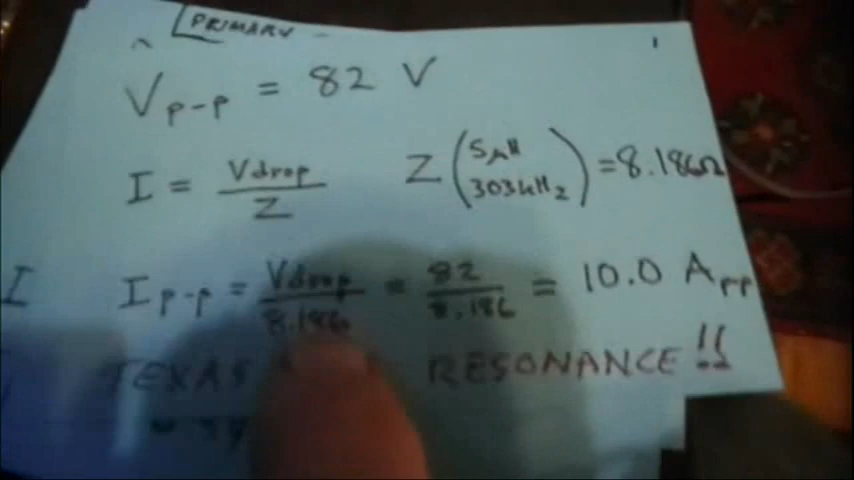 PRIMARY
Vp-p = 82 V
I = Vdrop / Z Z (5µH 303kHz) = 8.186Ω
I Ip-p = Vdrop / 8.186 = 82 / 8.186 = 10.0 App
TEXAS RESONANCE !!